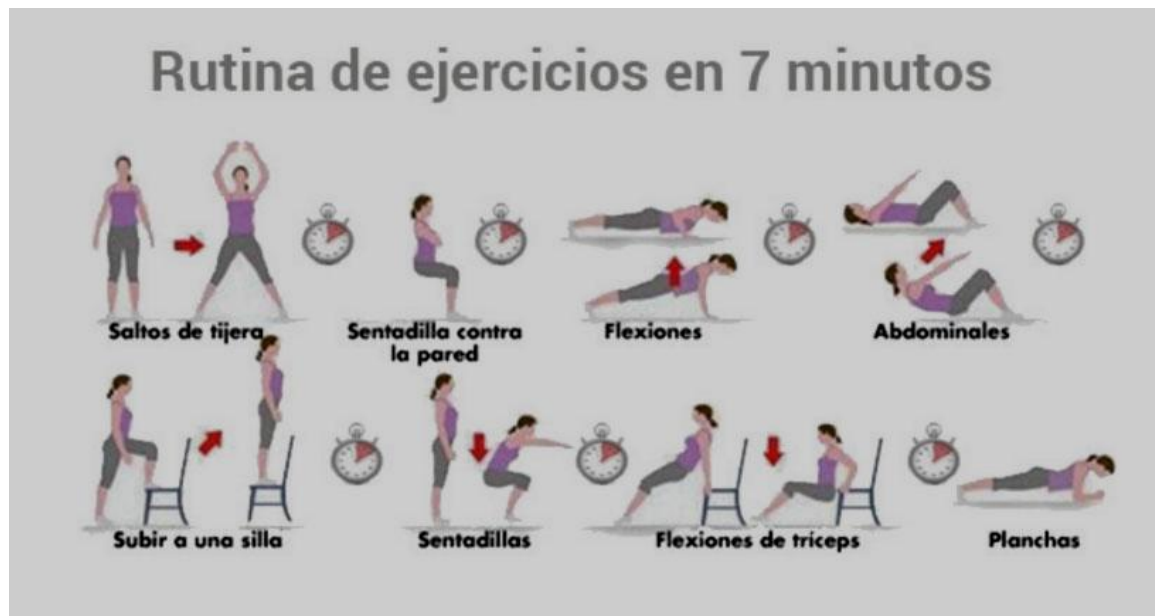 Rutina de ejercicios en 7 minutos
Saltos de tijera
Sentadilla contra
la pared
Flexiones
Abdominales
Subir a una silla
Sentadillas
Flexiones de tríceps
Planchas